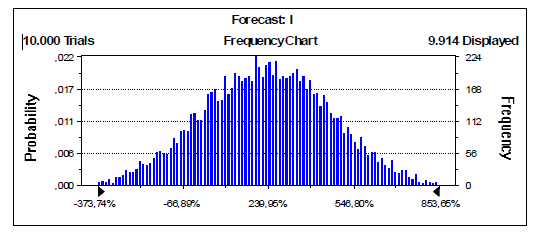 Forecast: I
10.000 Trials Frequency Chart 9.914 Displayed
Probability
,022
,017
,011
,006
,000
224
168
112
56
0
Frequency
-373,74% -66,89% 239,95% 546,80% 853,65%